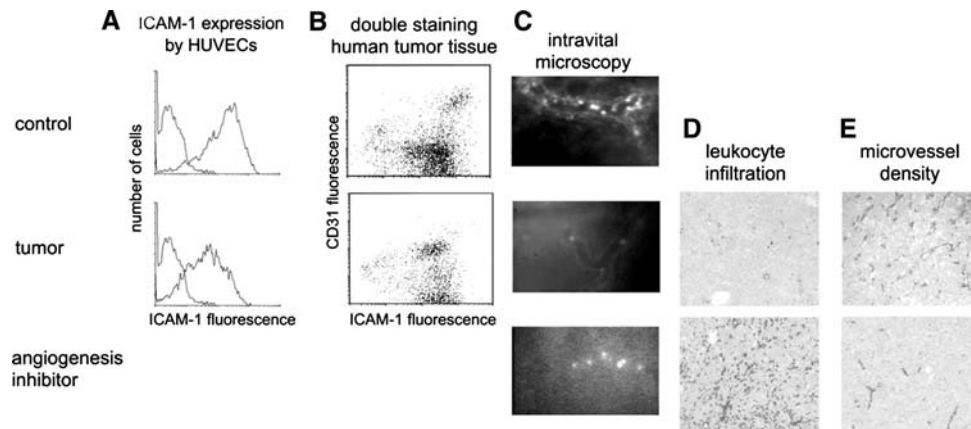 A
ICAM-1 expression
by HUVECs
B
double staining
human tumor tissue
C
intravital
microscopy
control
number of cells
CD31 fluorescence
D
leukocyte
infiltration
E
microvessel
density
tumor
ICAM-1 fluorescence
ICAM-1 fluorescence
angiogenesis
inhibitor